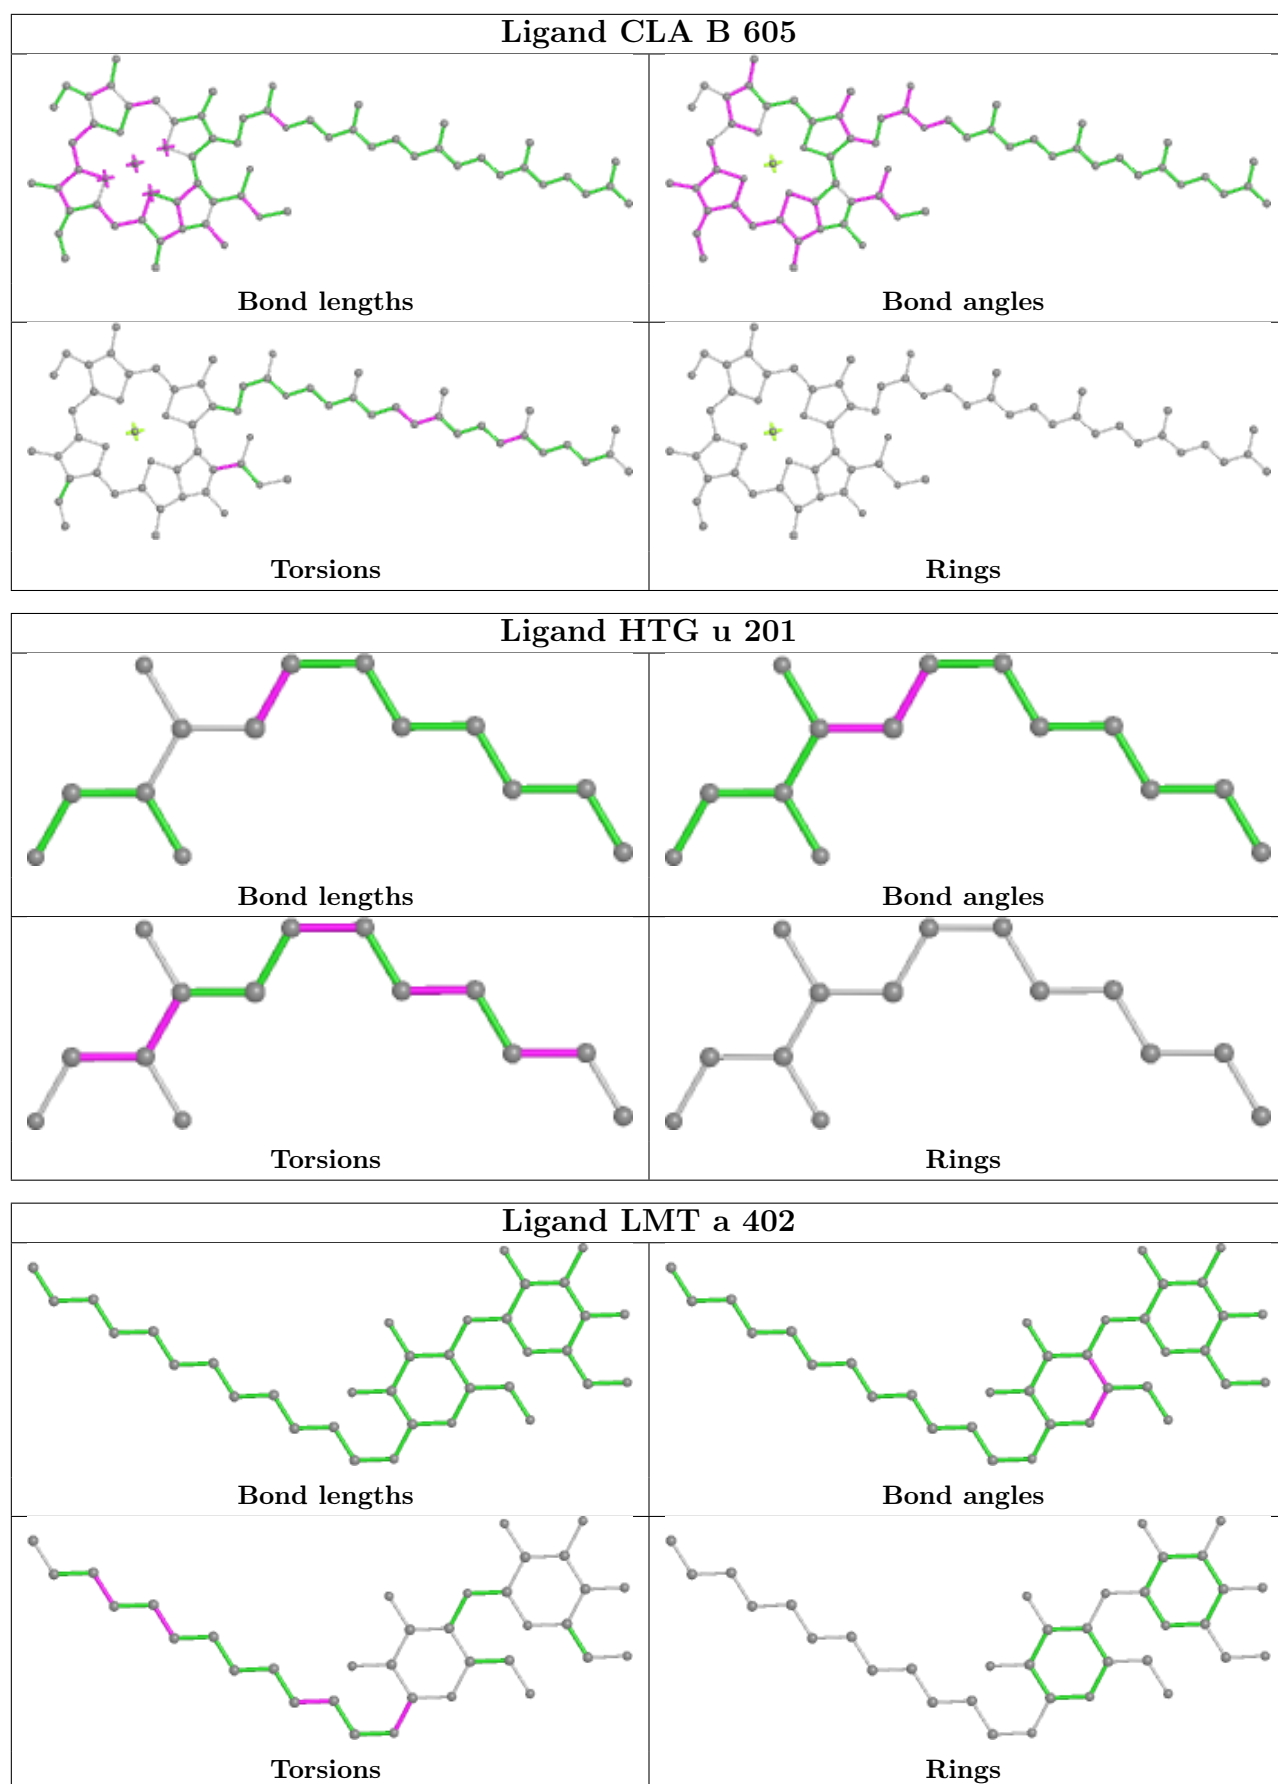 Ligand CLA B 605
Bond lengths
Bond angles
Torsions
Rings
Ligand HTG u 201
Bond lengths
Bond angles
Torsions
Rings
Ligand LMT a 402
Bond lengths
Bond angles
Torsions
Rings